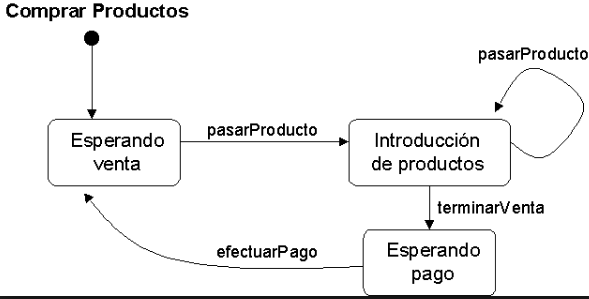 Comprar Productos
pasarProducto
Esperando
venta
pasarProducto
Introducción
de productos
terminarVenta
efectuarPago
Esperando
pago